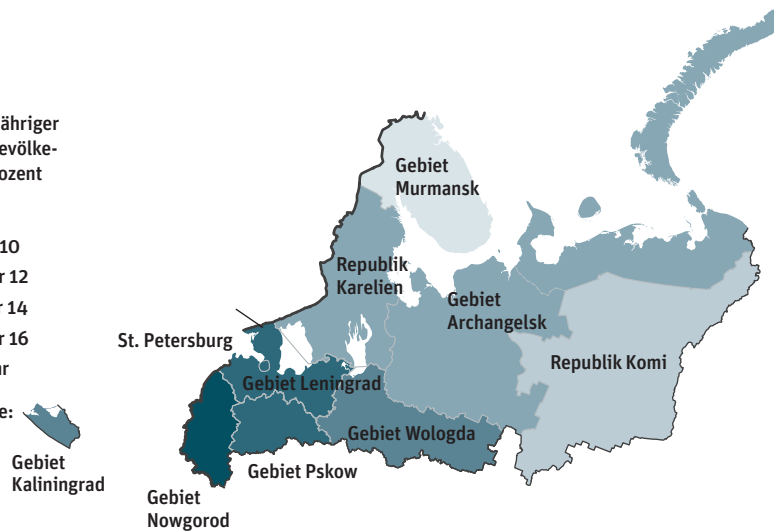 ähriger
evölke-
ozent
10
r 12
r 14
r 16
r
e:
Gebiet
Kaliningrad
Gebiet
Murmansk
Republik
Karelien
Gebiet
Archangelsk
Republik Komi
St. Petersburg
Gebiet Leningrad
Gebiet Wologda
Gebiet Pskow
Gebiet
Nowgorod